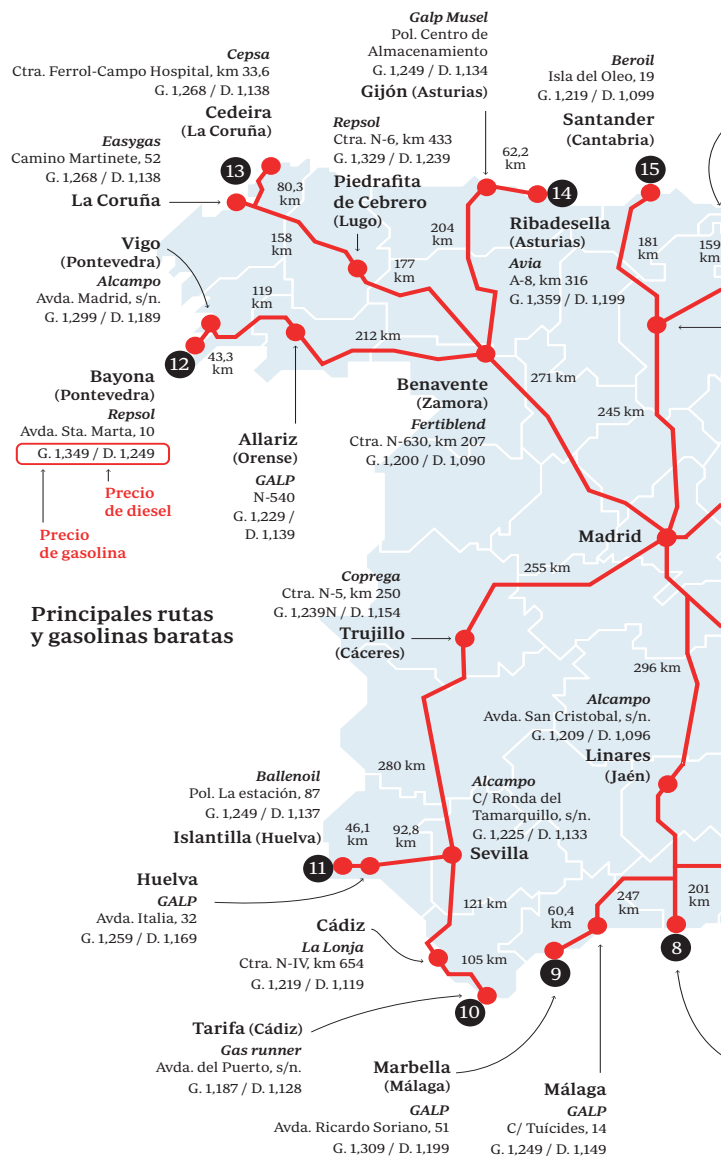 Cepsa
Ctra. Ferrol-Campo Hospital, km 33,6
G. 1,268 / D. 1,138
Cedeira
(La Coruña)
Easygas
Camino Martinete, 52
G. 1,268 / D. 1,138
La Coruña
13
80,3
km
158
km
Repsol
Ctra. N-6, km 433
G. 1,329 / D. 1,239
Piedrafita
de Cebrero
(Lugo)
177
km
Galp Musel
Pol. Centro de
Almacenamiento
G. 1,249 / D. 1,134
Gijón (Asturias)
62,2
km
14
204
km
Ribadesella
(Asturias)
Avia
A-8, km 316
G. 1,359 / D. 1,199
Beroil
Isla del Oleo, 19
G. 1,219 / D. 1,099
Santander
(Cantabria)
15
181
km
159
km
Vigo
(Pontevedra)
Alcampo
Avda. Madrid, s/n.
G. 1,299 / D. 1,189
119
km
12
43,3
km
212 km
Bayona
(Pontevedra)
Repsol
Avda. Sta. Marta, 10
G. 1,349 / D. 1,249
Precio
de diesel
Precio
de gasolina
Allariz
(Orense)
GALP
N-540
G. 1,229 /
D. 1,139
Benavente
(Zamora)
Fertiblend
Ctra. N-630, km 207
G. 1,200 / D. 1,090
271 km
245 km
Madrid
255 km
Principales rutas
y gasolinas baratas
Coprega
Ctra. N-5, km 250
G. 1,239N / D. 1,154
Trujillo
(Cáceres)
296 km
Alcampo
Avda. San Cristobal, s/n.
G. 1,209 / D. 1,096
Linares
(Jaén)
280 km
Ballenoil
Pol. La estación, 87
G. 1,249 / D. 1,137
Islantilla (Huelva)
46,1
km
92,8
km
11
Alcampo
C/ Ronda del
Tamarquillo, s/n.
G. 1,225 / D. 1,133
Sevilla
Huelva
GALP
Avda. Italia, 32
G. 1,259 / D. 1,169
121 km
Cádiz
La Lonja
Ctra. N-IV, km 654
G. 1,219 / D. 1,119
105 km
10
60,4
km
247
km
201
km
9
8
Tarifa (Cádiz)
Gas runner
Avda. del Puerto, s/n.
G. 1,187 / D. 1,128
Marbella
(Málaga)
GALP
Avda. Ricardo Soriano, 51
G. 1,309 / D. 1,199
Málaga
GALP
C/ Tuícides, 14
G. 1,249 / D. 1,149